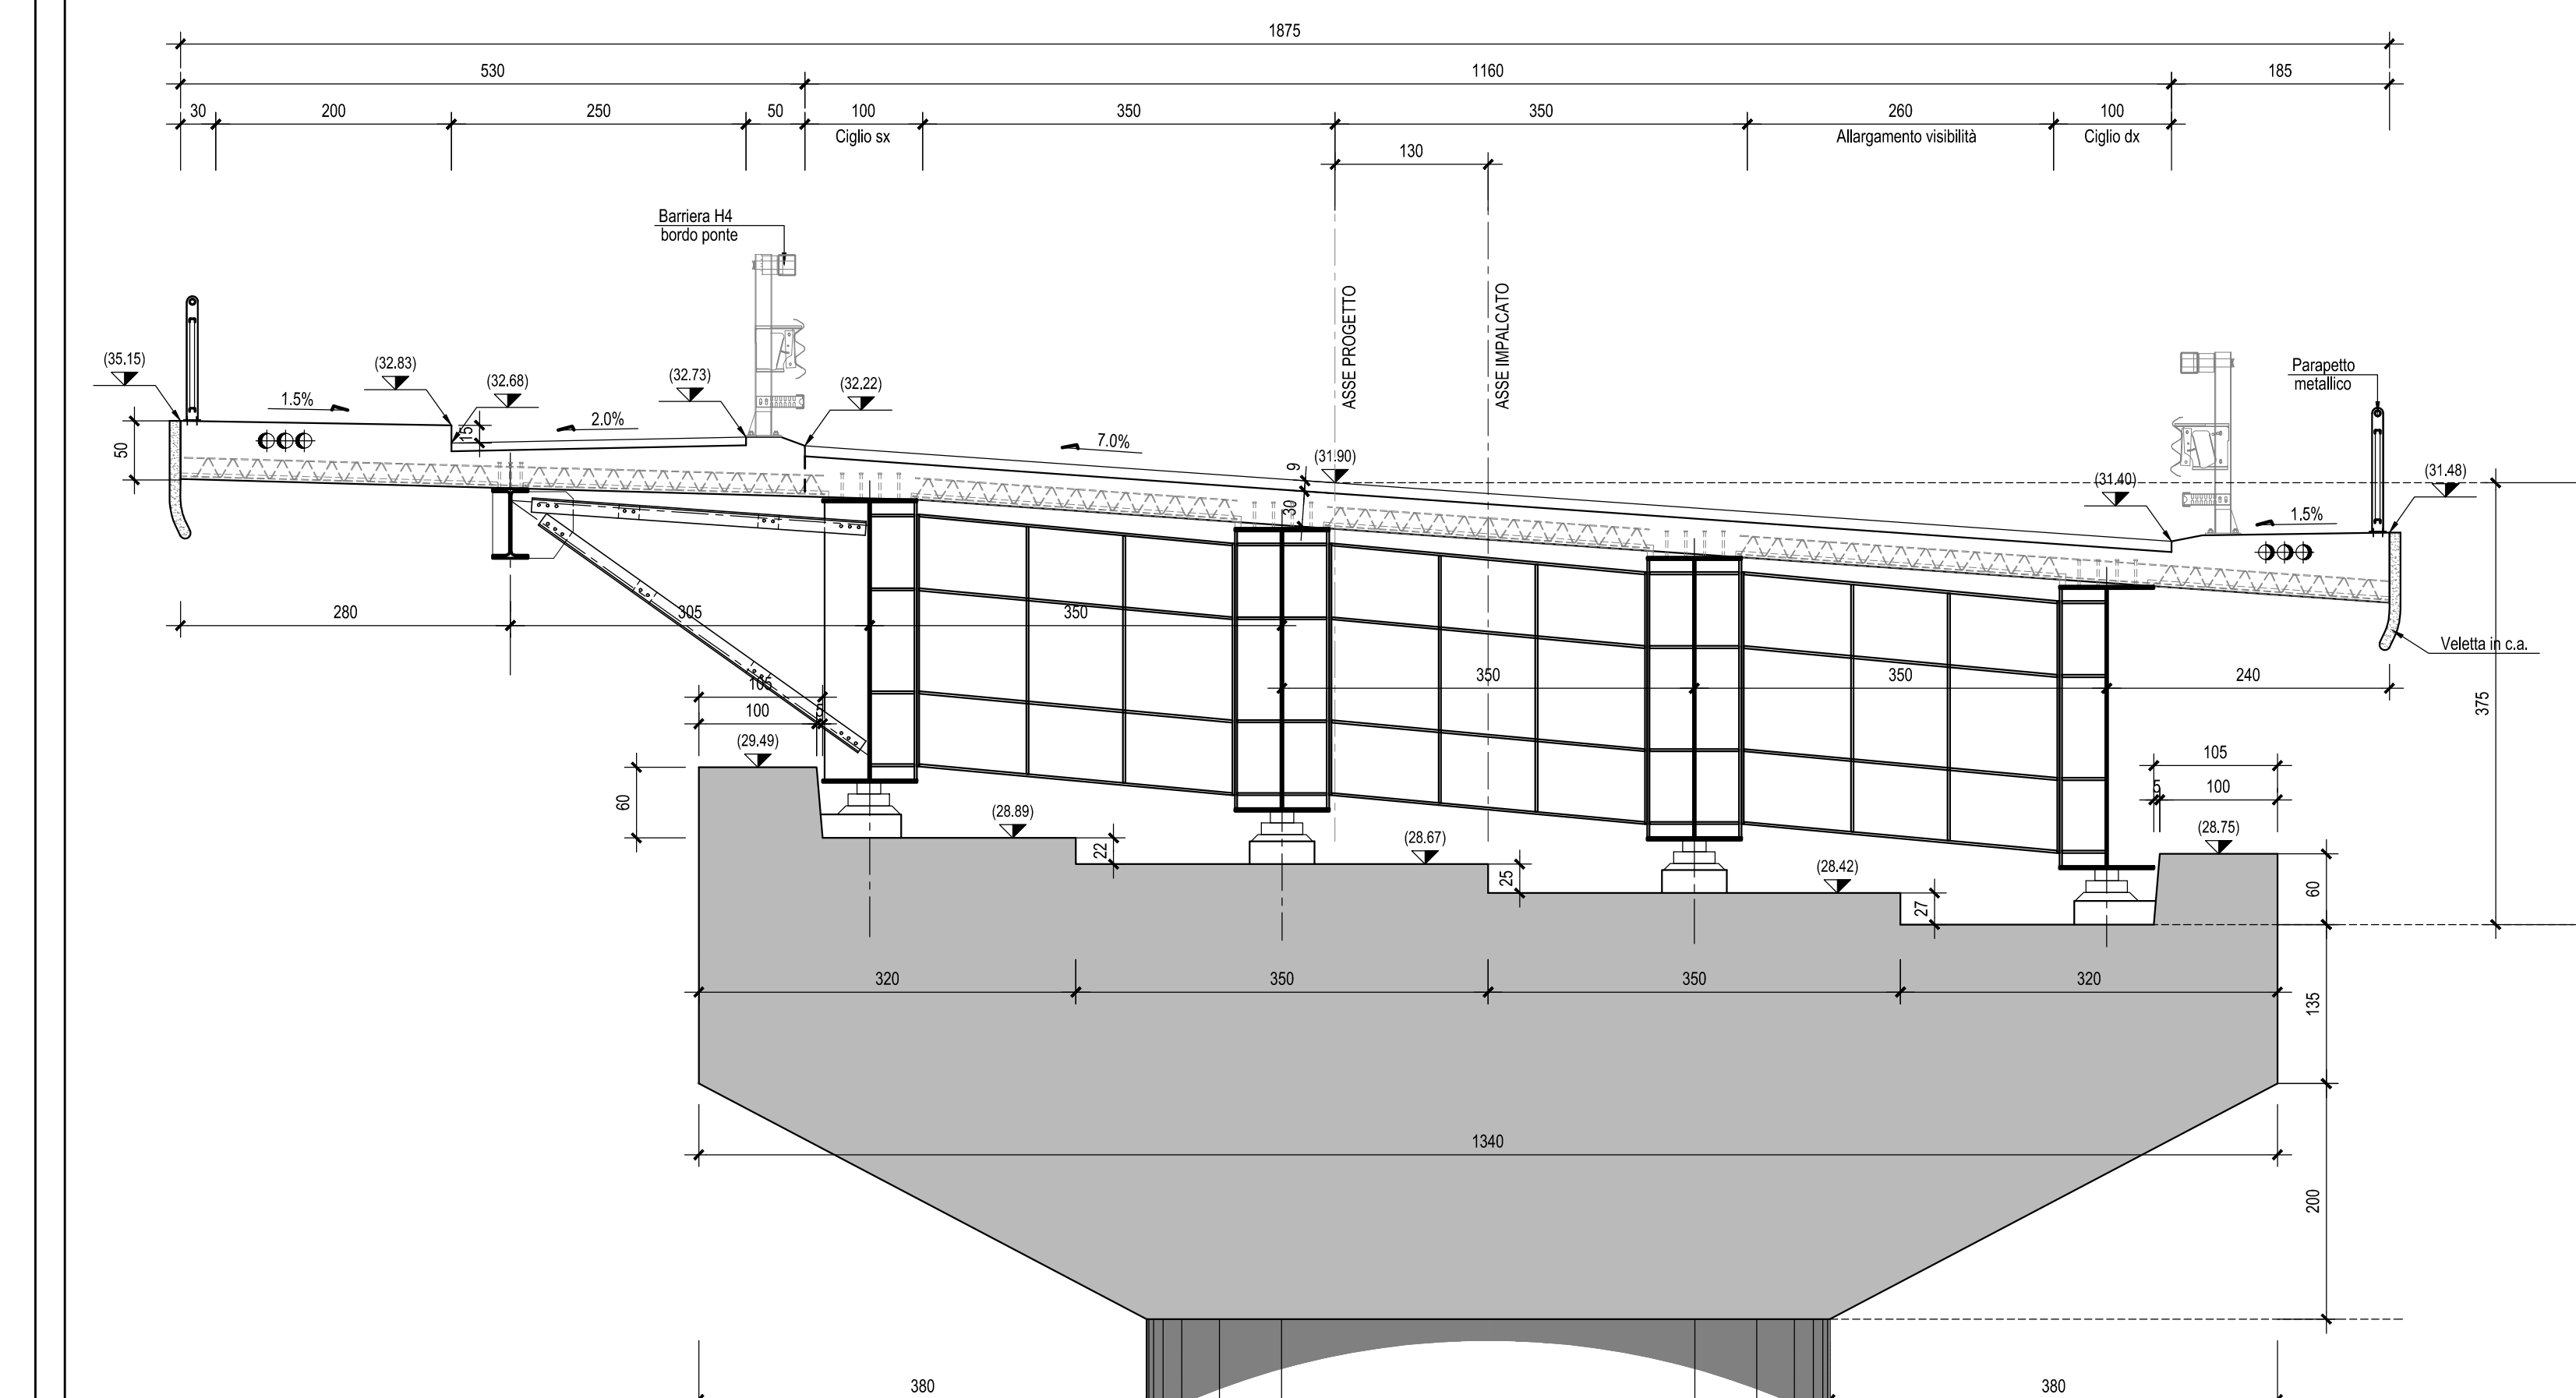 1875
530 1160 185
30 200 250 50 100 350 350 260 100
Ciglio sx Allargamento visibilità Ciglio dx
130
Barriera H4
bordo ponte
ASSE PROGETTO
ASSE IMPALCATO
(35.15) (32.83) (32.68) (32.73) (32.22)
Parapetto
metallico
1.5% 2.0% 7.0%
50 15 9 (31.90) (31.40) (31.48)
30 1.5%
280 305 350
Veletta in c.a.
105 350 350 240
100 5 375
(29.49) 105
60 5 100
(28.89) (28.67) (28.75)
22 25 (28.42) 60
27
320 350 350 320
135
1340
200
380 380